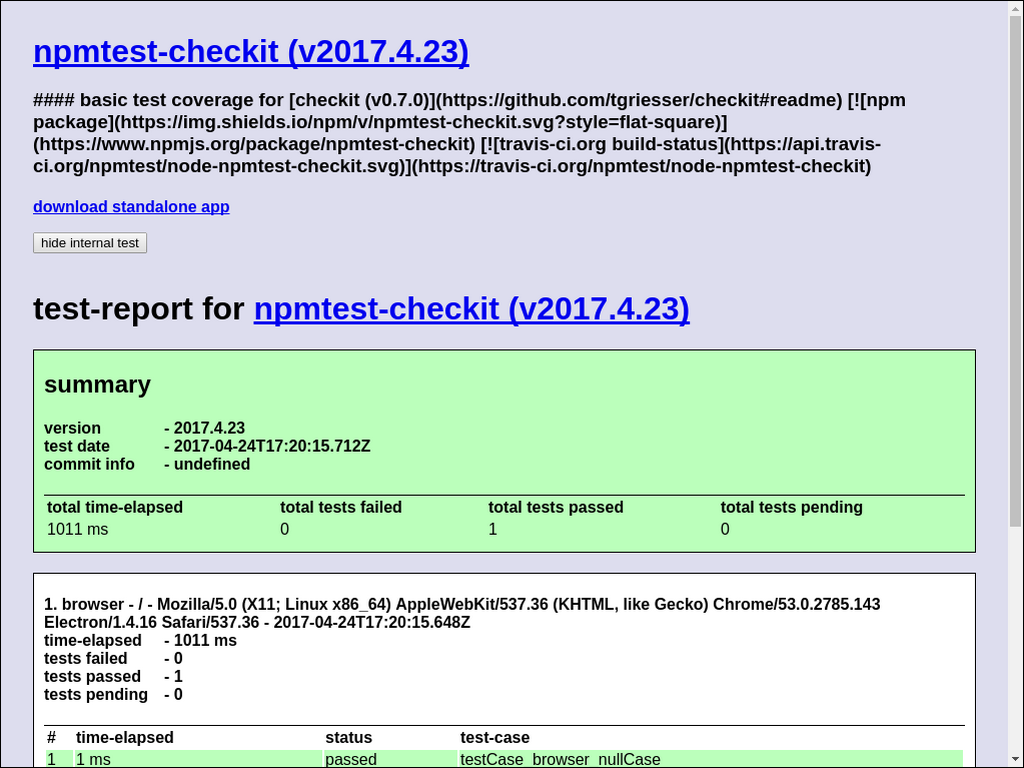 npmtest-checkit (v2017.4.23)
#### basic test coverage for [checkit (v0.7.0)](https://github.com/tgriesser/checkit#readme) [![npm
package](https://img.shields.io/npm/v/npmtest-checkit.svg?style=flat-square)]
(https://www.npmjs.org/package/npmtest-checkit) [![travis-ci.org build-status](https://api.travis-
ci.org/npmtest/node-npmtest-checkit.svg)](https://travis-ci.org/npmtest/node-npmtest-checkit)
download standalone app
hide internal test
test-report for npmtest-checkit (v2017.4.23)
summary
version - 2017.4.23
test date - 2017-04-24T17:20:15.712Z
commit info - undefined
total time-elapsed total tests failed total tests passed total tests pending
1011 ms 0 1 0
1. browser - / - Mozilla/5.0 (X11; Linux x86_64) AppleWebKit/537.36 (KHTML, like Gecko) Chrome/53.0.2785.143
Electron/1.4.16 Safari/537.36 - 2017-04-24T17:20:15.648Z
time-elapsed - 1011 ms
tests failed - 0
tests passed - 1
tests pending - 0
# time-elapsed status test-case
1 1 ms passed testCase_browser_nullCase